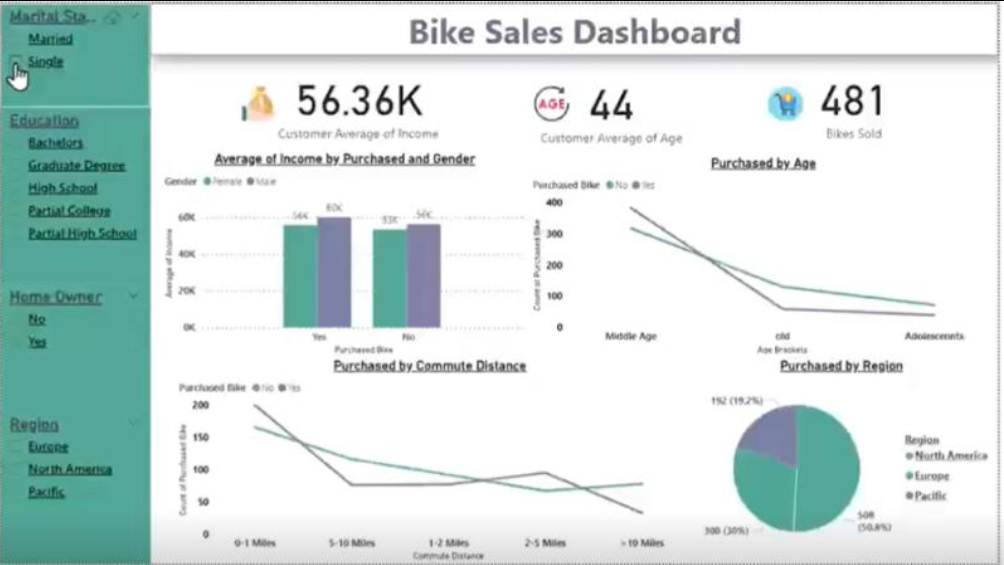 Marital Sta...
Married
Single
Education
Bachelors
Graduate Degree
High School
Partial College
Partial High School
Home Owner
No
Yes
Region
Europe
North America
Pacific
Bike Sales Dashboard
56.36K
Customer Average of Income
AGE
44
Customer Average of Age
481
Bikes Sold
Average of Income by Purchased and Gender
Gender Female Male
60K
40K
20K
0K
Average of Income
56K
60K
53K
56K
Yes
No
Purchased Bike
Purchased by Age
Purchased Bike No Yes
400
300
200
100
0
Count of Purchased Bike
Middle Age
old
Adolescennts
Age Brackets
Purchased by Commute Distance
Purchased Bike No Yes
200
150
100
50
0
Count of Purchased Bike
0-1 Miles
5-10 Miles
1-2 Miles
2-5 Miles
>10 Miles
Commute Distance
Purchased by Region
192 (19.2%)
300 (30%)
508
(50.8%)
Region
North America
Europe
Pacific